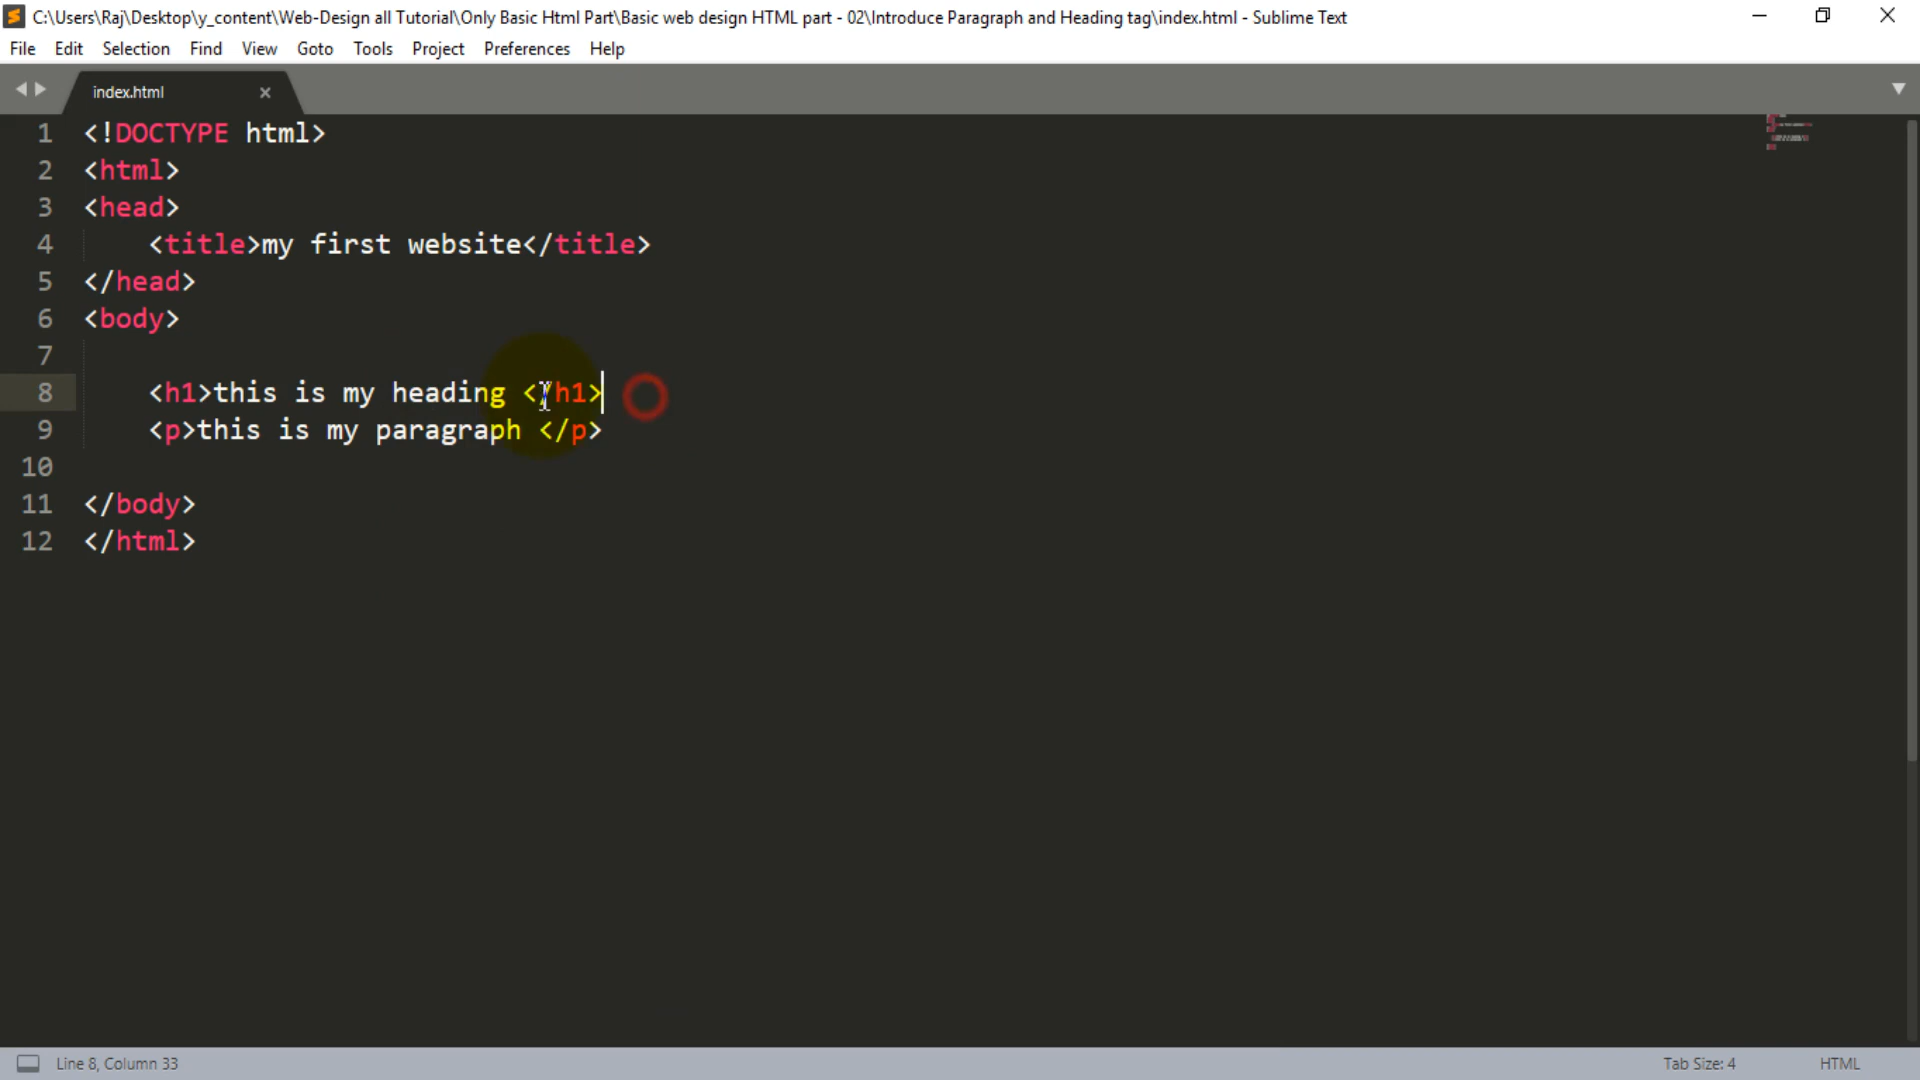 C:\Users\Raj\Desktop\y_content\Web-Design all Tutorial\Only Basic Html Part\Basic web design HTML part - 02\Introduce Paragraph and Heading tag\index.html - Sublime Text
File Edit Selection Find View Goto Tools Project Preferences Help
index.html
1 <!DOCTYPE html>
2 <html>
3 <head>
4 <title>my first website</title>
5 </head>
6 <body>
7
8 <h1>this is my heading </h1>
9 <p>this is my paragraph </p>
10
11 </body>
12 </html>
Line 8, Column 33 Tab Size: 4 HTML